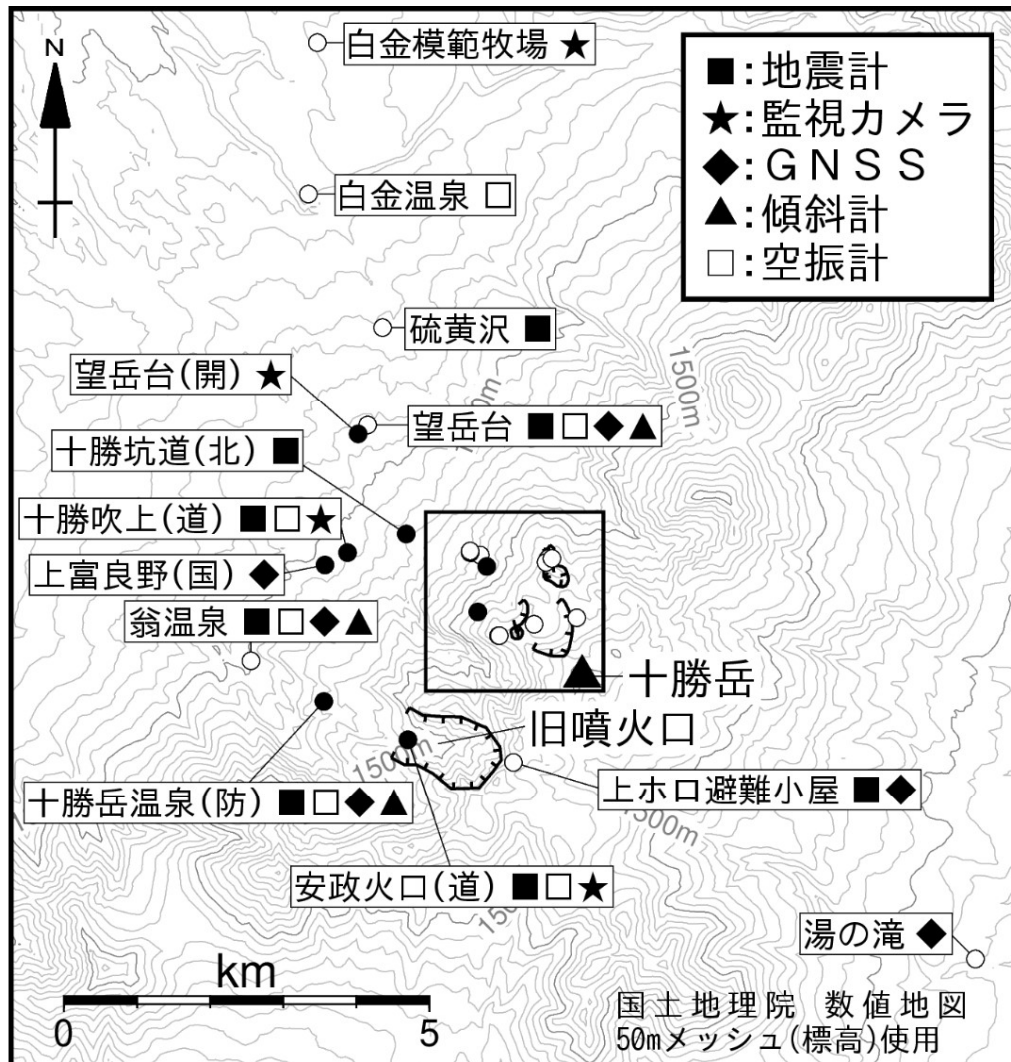 白金模範牧場 ★
N
■:地震計
★:監視カメラ
◆:GNSS
▲:傾斜計
□:空振計
白金温泉 □
硫黄沢 ■
1500m
望岳台(開) ★
望岳台 ■□◆▲
十勝坑道(北) ■
十勝吹上(道) ■□★
上富良野(国) ◆
翁温泉 ■□◆▲
十勝岳
旧噴火口
1500m
十勝岳温泉(防) ■□◆▲
上ホロ避難小屋 ■◆
1500m
安政火口(道) ■□★
湯の滝 ◆
km
0 5
国土地理院 数値地図
50mメッシュ(標高)使用